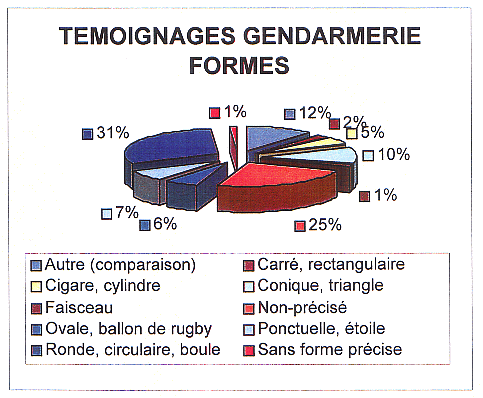 TEMOIGNAGES GENDARMERIE
FORMES
1%
12%
2%
5%
31%
10%
1%
7%
6%
25%
Autre (comparaison)
Carré, rectangulaire
Cigare, cylindre
Conique, triangle
Faisceau
Non-précisé
Ovale, ballon de rugby
Ponctuelle, étoile
Ronde, circulaire, boule
Sans forme précise